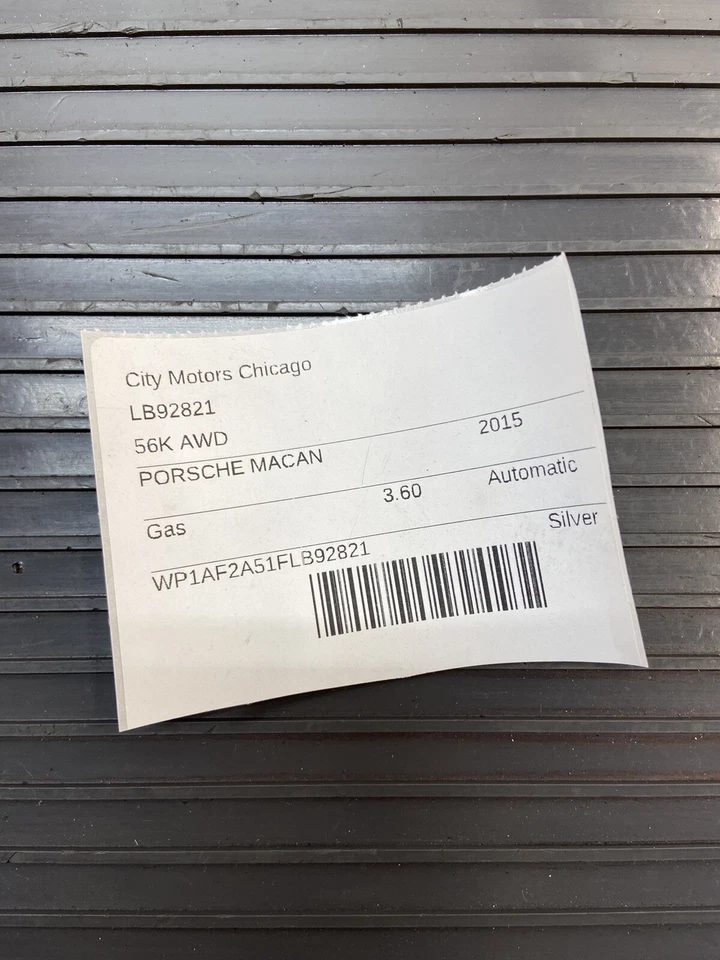 City Motors Chicago
LB92821
56K AWD
PORSCHE MACAN 2015
Gas 3.60 Automatic
WP1AF2A51FLB92821 Silver